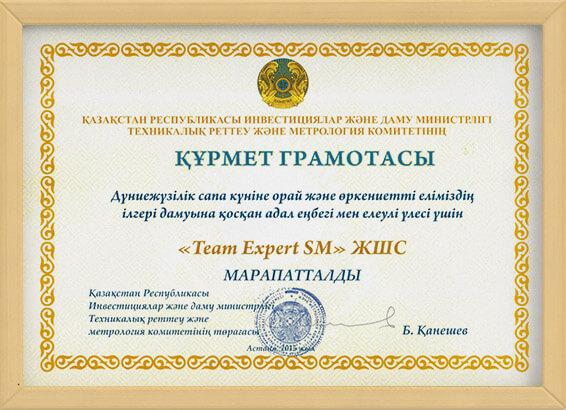 ҚАЗАҚСТАН РЕСПУБЛИКАСЫ ИНВЕСТИЦИЯЛАР ЖӘНЕ ДАМУ МИНИСТРЛІГІ
ТЕХНИКАЛЫҚ РЕТТЕУ ЖӘНЕ МЕТРОЛОГИЯ КОМИТЕТІНІҢ
ҚҰРМЕТ ГРАМОТАСЫ
Дүниежүзілік сапа күніне орай және өркениетті еліміздің
ілгері дамуына қосқан адал еңбегі мен елеулі үлесі үшін
«Team Expert SM» ЖШС
МАРАПАТТАЛДЫ
Қазақстан Республикасы
Инвестициялар және даму министрлігі
Техникалық реттеу және
метрология комитетінің төрағасы
Б. Қанешев
Астана, 2015 жыл